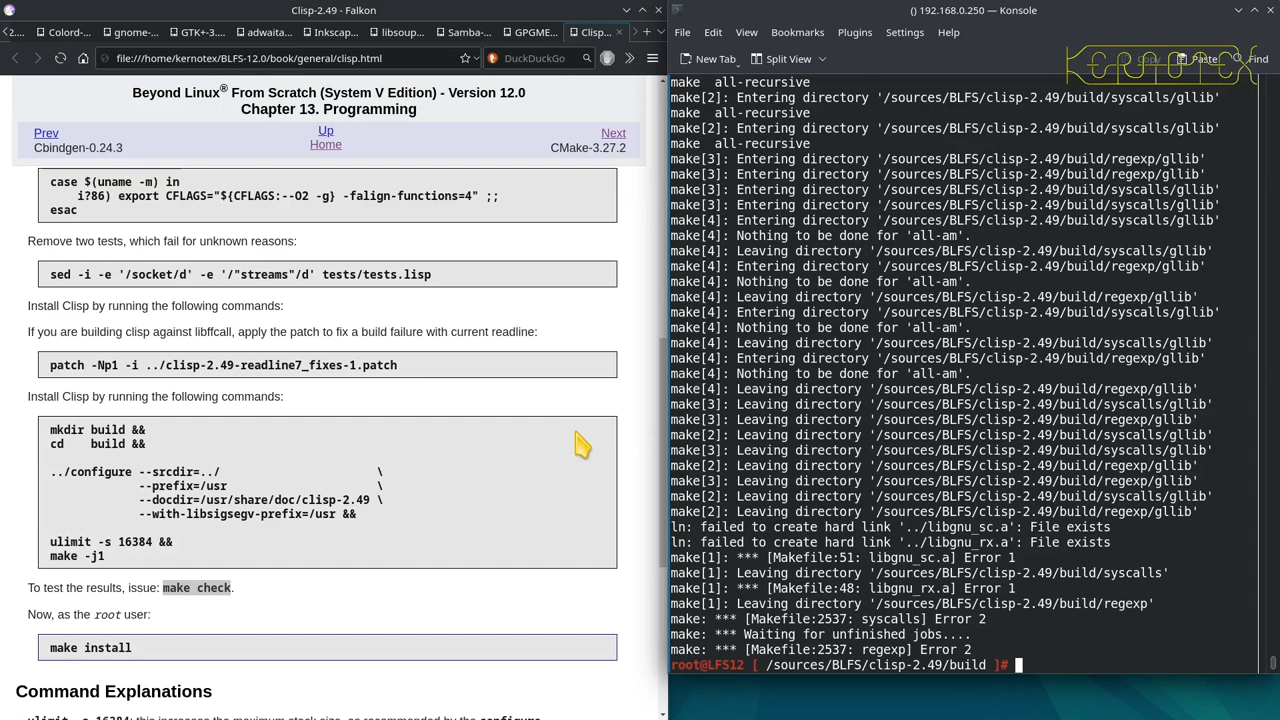 Clisp-2.49 - Falkon
2....
Colord-...
gnome-...
GTK+-3....
adwaita...
Inkscap...
libsoup...
Samba-...
GPGME...
Clisp...
file:///home/kernotex/BLFS-12.0/book/general/clisp.html
DuckDuckGo
Beyond Linux® From Scratch (System V Edition) - Version 12.0
Chapter 13. Programming
Prev
Up
Next
Cbindgen-0.24.3
Home
CMake-3.27.2
case $(uname -m) in
i?86) export CFLAGS="${CFLAGS:--O2 -g} -falign-functions=4" ;;
esac
Remove two tests, which fail for unknown reasons:
sed -i -e '/socket/d' -e '/"streams"/d' tests/tests.lisp
Install Clisp by running the following commands:
If you are building clisp against libffcall, apply the patch to fix a build failure with current readline:
patch -Np1 -i ../clisp-2.49-readline7_fixes-1.patch
Install Clisp by running the following commands:
mkdir build &&
cd    build &&
../configure --srcdir=../                       \
--prefix=/usr                      \
--docdir=/usr/share/doc/clisp-2.49 \
--with-libsigsegv-prefix=/usr &&
ulimit -s 16384 &&
make -j1
To test the results, issue: make check.
Now, as the root user:
make install
Command Explanations
() 192.168.0.250 — Konsole
File Edit View Bookmarks Plugins Settings Help
New Tab
Split View
Copy
Paste
Find
KERNOTEX
make  all-recursive
make[2]: Entering directory '/sources/BLFS/clisp-2.49/build/syscalls/gllib'
make  all-recursive
make[2]: Entering directory '/sources/BLFS/clisp-2.49/build/syscalls/gllib'
make  all-recursive
make[3]: Entering directory '/sources/BLFS/clisp-2.49/build/regexp/gllib'
make[3]: Entering directory '/sources/BLFS/clisp-2.49/build/regexp/gllib'
make[3]: Entering directory '/sources/BLFS/clisp-2.49/build/syscalls/gllib'
make[3]: Entering directory '/sources/BLFS/clisp-2.49/build/syscalls/gllib'
make[4]: Entering directory '/sources/BLFS/clisp-2.49/build/syscalls/gllib'
make[4]: Nothing to be done for 'all-am'.
make[4]: Leaving directory '/sources/BLFS/clisp-2.49/build/syscalls/gllib'
make[4]: Entering directory '/sources/BLFS/clisp-2.49/build/regexp/gllib'
make[4]: Nothing to be done for 'all-am'.
make[4]: Leaving directory '/sources/BLFS/clisp-2.49/build/regexp/gllib'
make[4]: Entering directory '/sources/BLFS/clisp-2.49/build/syscalls/gllib'
make[4]: Nothing to be done for 'all-am'.
make[4]: Leaving directory '/sources/BLFS/clisp-2.49/build/syscalls/gllib'
make[4]: Entering directory '/sources/BLFS/clisp-2.49/build/regexp/gllib'
make[4]: Nothing to be done for 'all-am'.
make[4]: Leaving directory '/sources/BLFS/clisp-2.49/build/regexp/gllib'
make[3]: Leaving directory '/sources/BLFS/clisp-2.49/build/syscalls/gllib'
make[3]: Leaving directory '/sources/BLFS/clisp-2.49/build/regexp/gllib'
make[2]: Leaving directory '/sources/BLFS/clisp-2.49/build/syscalls/gllib'
make[3]: Leaving directory '/sources/BLFS/clisp-2.49/build/syscalls/gllib'
make[2]: Leaving directory '/sources/BLFS/clisp-2.49/build/regexp/gllib'
make[3]: Leaving directory '/sources/BLFS/clisp-2.49/build/regexp/gllib'
make[2]: Leaving directory '/sources/BLFS/clisp-2.49/build/syscalls/gllib'
make[2]: Leaving directory '/sources/BLFS/clisp-2.49/build/regexp/gllib'
ln: failed to create hard link '../libgnu_sc.a': File exists
ln: failed to create hard link '../libgnu_rx.a': File exists
make[1]: *** [Makefile:51: libgnu_sc.a] Error 1
make[1]: Leaving directory '/sources/BLFS/clisp-2.49/build/syscalls'
make[1]: *** [Makefile:48: libgnu_rx.a] Error 1
make[1]: Leaving directory '/sources/BLFS/clisp-2.49/build/regexp'
make: *** [Makefile:2537: syscalls] Error 2
make: *** Waiting for unfinished jobs....
make: *** [Makefile:2537: regexp] Error 2
root@LFS12 [ /sources/BLFS/clisp-2.49/build ]#